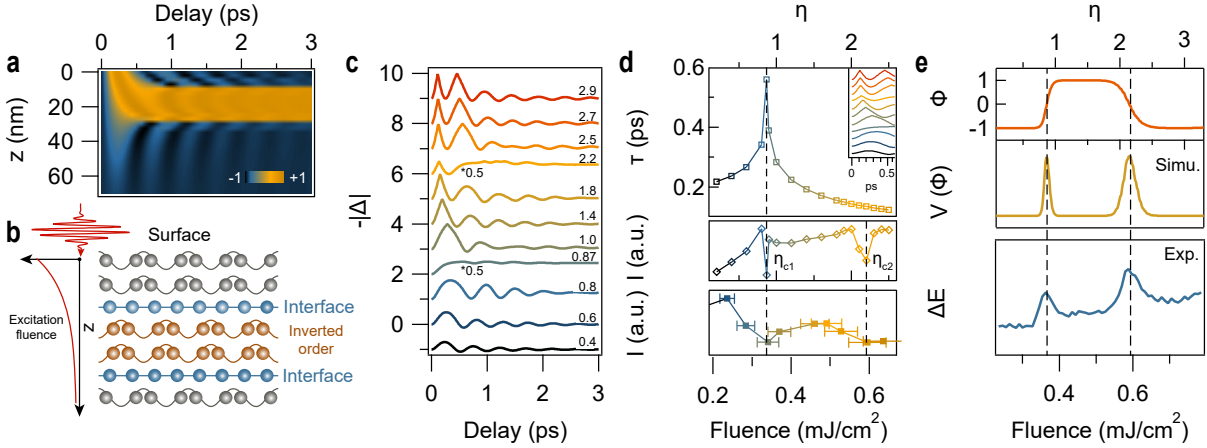 a
Delay (ps)
0 1 2 3
z (nm)
0
20
40
60
-1 +1
b
Surface
Interface
Inverted
order
Interface
Excitation
fluence
z
c
-|Δ|
10
8
6
4
2
0
2.9
2.7
2.5
2.2
*0.5
1.8
1.4
1.0
0.87
*0.5
0.8
0.6
0.4
0 1 2 3
Delay (ps)
d
η
1 2
τ (ps)
0.6
0.4
0.2
0 0.5
ps
I (a.u.)
ηc1 ηc2
I (a.u.)
0.2 0.4 0.6
Fluence (mJ/cm²)
e
η
1 2 3
Φ
1
0
-1
V (Φ)
Simu.
ΔE
Exp.
0.4 0.6
Fluence (mJ/cm²)